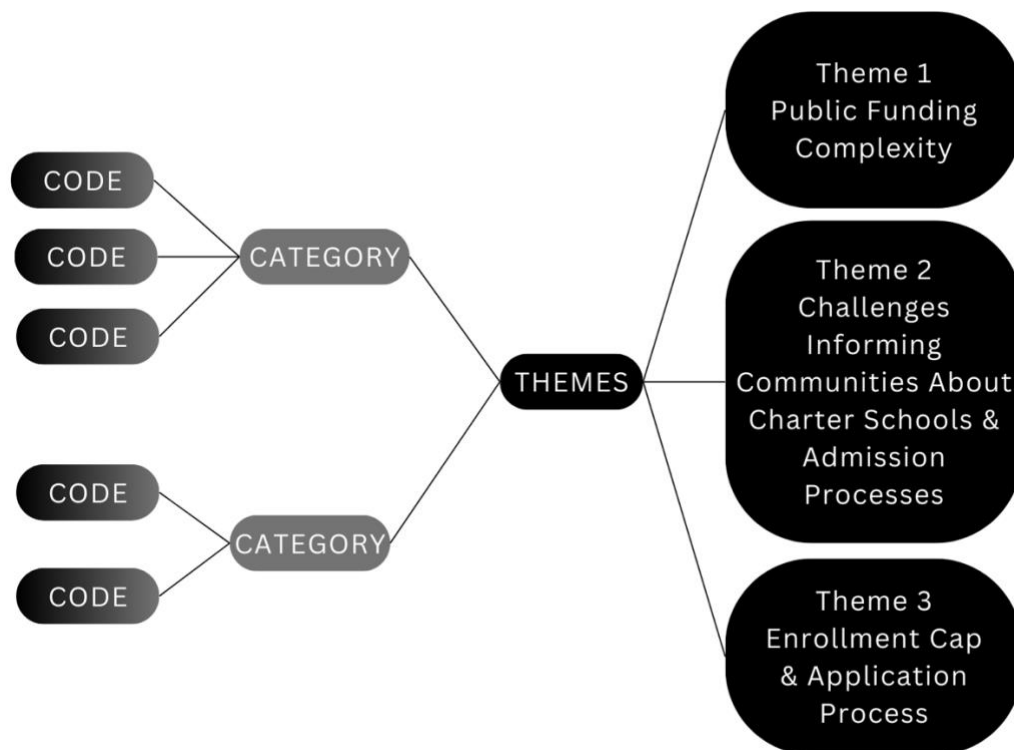 CODE
CODE
CODE
CATEGORY
CODE
CODE
CATEGORY
THEMES
Theme 1
Public Funding
Complexity
Theme 2
Challenges
Informing
Communities About
Charter Schools &
Admission
Processes
Theme 3
Enrollment Cap
& Application
Process